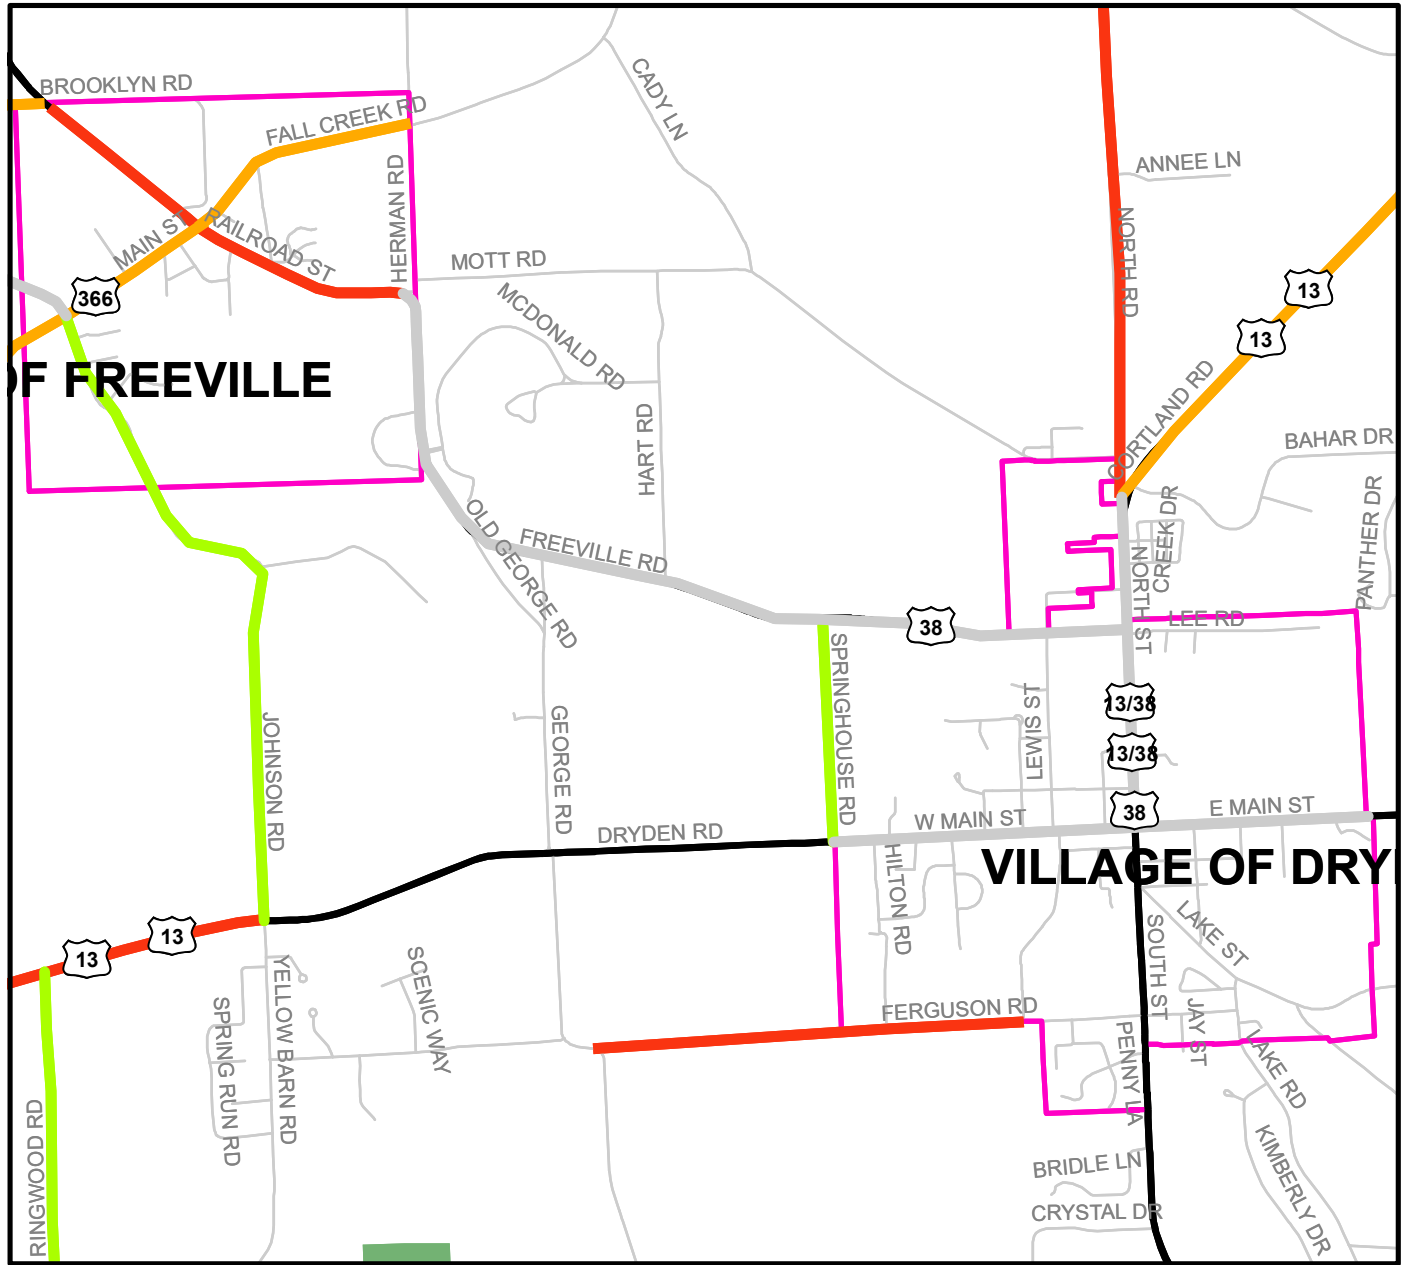 BROOKLYN RD
FALL CREEK RD
CADY LN
ANNEE LN
HERMAN RD
MAIN ST
RAILROAD ST
MOTT RD
NORTH RD
366
13
13
MCDONALD RD
CORTLAND RD
OF FREEVILLE
HART RD
BAHAR DR
PANTHER DR
OLD GEORGE RD
FREEVILLE RD
CREEK DR
NORTH ST
LEE RD
38
SPRINGHOUSE RD
JOHNSON RD
GEORGE RD
LEWIS ST
13/38
13/38
38
E MAIN ST
W MAIN ST
DRYDEN RD
HILTON RD
VILLAGE OF DRY
LAKE ST
SOUTH ST
13
13
SCENIC WAY
YELLOW BARN RD
SPRING RUN RD
FERGUSON RD
JAY ST
PENNY LA
LAKE RD
RINGWOOD RD
BRIDLE LN
KIMBERLY DR
CRYSTAL DR